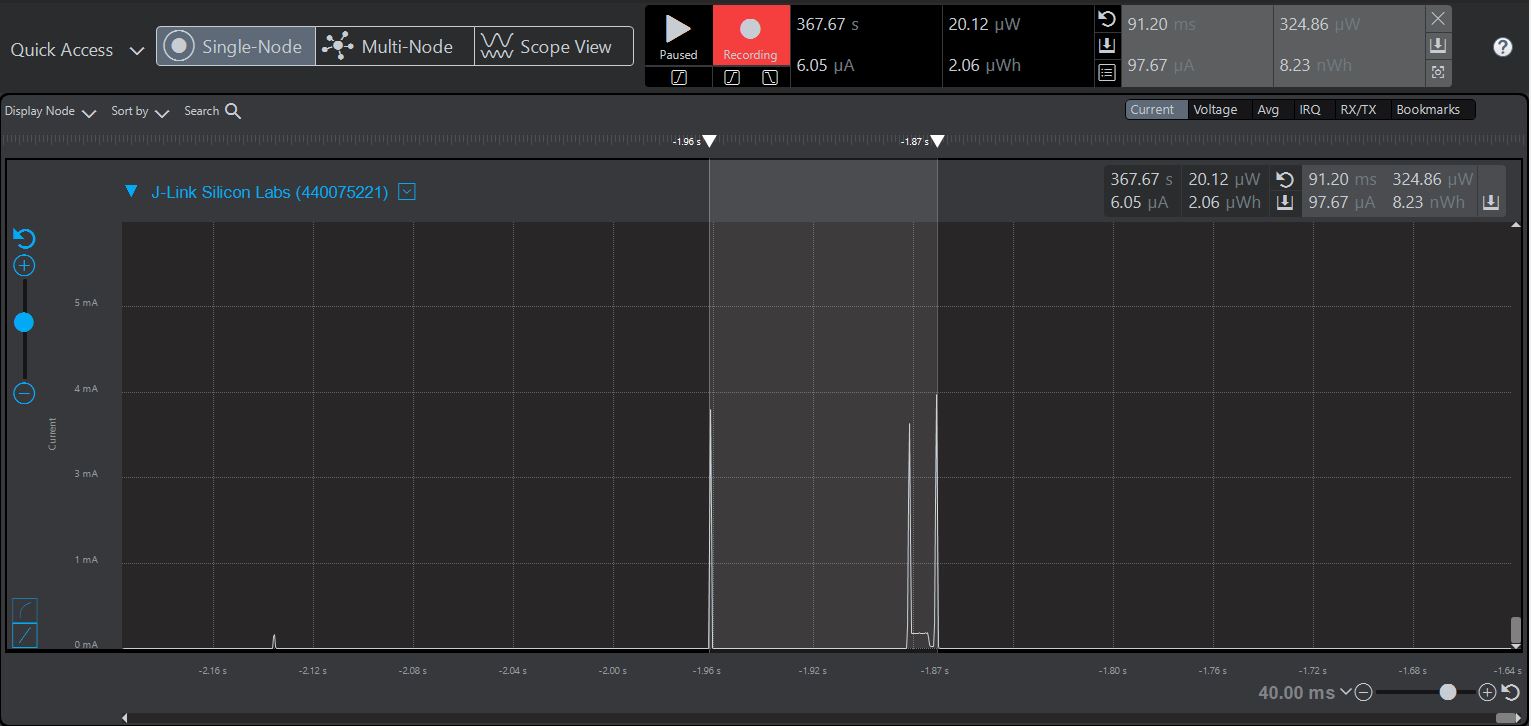 Quick Access
Single-Node
Multi-Node
Scope View
Paused
Recording
367.67 s
20.12 µW
6.05 µA
2.06 µWh
91.20 ms
324.86 µW
97.67 µA
8.23 nWh
?
Display Node
Sort by
Search
Current
Voltage
Avg
IRQ
RX/TX
Bookmarks
-1.96 s
-1.87 s
J-Link Silicon Labs (440075221)
367.67 s 20.12 µW
6.05 µA 2.06 µWh
91.20 ms 324.86 µW
97.67 µA 8.23 nWh
5 mA
4 mA
3 mA
1 mA
0 mA
Current
-2.16 s
-2.12 s
-2.08 s
-2.04 s
-2.00 s
-1.96 s
-1.92 s
-1.87 s
-1.80 s
-1.76 s
-1.72 s
-1.68 s
-1.64 s
40.00 ms